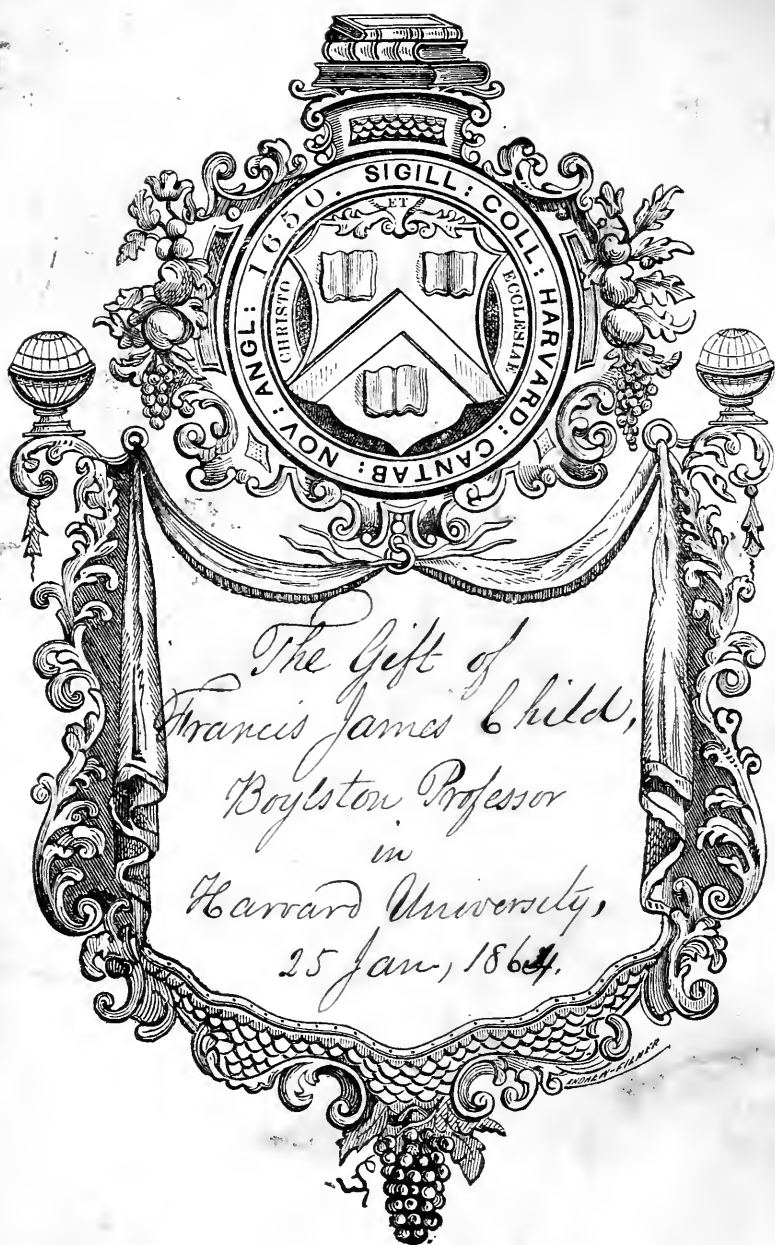 SIGILL: COLL: HARVARD: CANTAB: NOV: ANGL: 1650.
ET
CHRISTO
ECCLESIAE
The Gift of
Francis James Child,
Boylston Professor
in
Harvard University,
25 Jan, 1864.